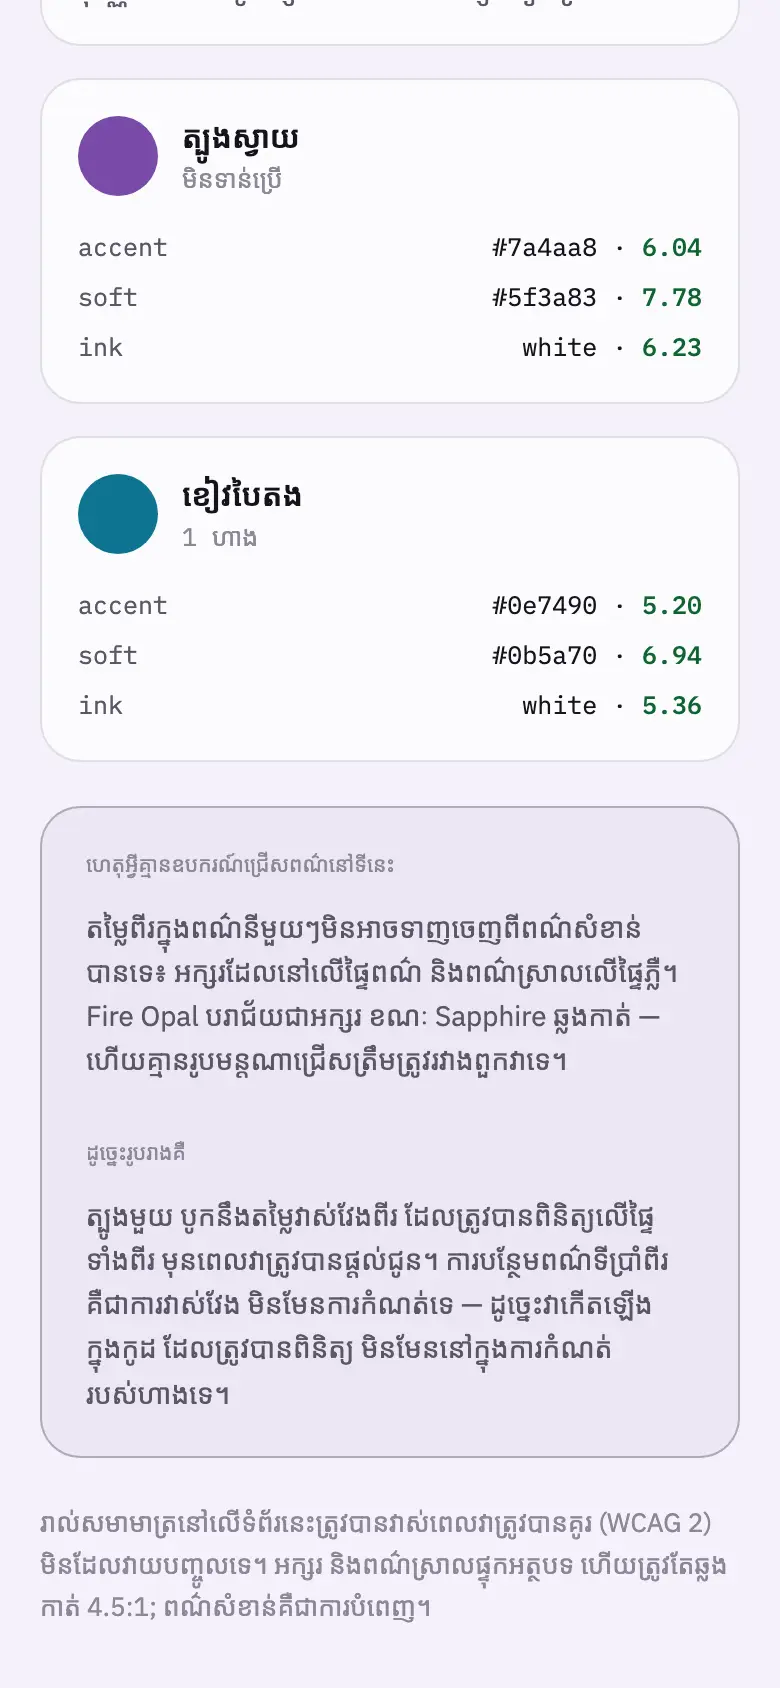 ត្បូងស្វាយ
មិនទាន់ប្រើ
accent #7a4aa8 · 6.04
soft #5f3a83 · 7.78
ink white · 6.23
ខៀវបៃតង
1 ហាង
accent #0e7490 · 5.20
soft #0b5a70 · 6.94
ink white · 5.36
ហេតុអ្វីគ្មានឧបករណ៍ជ្រើសពណ៌នៅទីនេះ
តម្លៃពីរក្នុងពណ៌នីមួយៗមិនអាចទាញចេញពីពណ៌សំខាន់
បានទេ៖ អក្សរដែលនៅលើផ្ទៃពណ៌ និងពណ៌ស្រាលលើផ្ទៃភ្លឺ។
Fire Opal បរាជ័យជាអក្សរ ខណៈ Sapphire ឆ្លងកាត់ —
ហើយគ្មានរូបមន្តណាជ្រើសត្រឹមត្រូវរវាងពួកវាទេ។
ដូច្នេះរូបរាងគឺ
ត្បូងមួយ បូកនឹងតម្លៃវាស់វែងពីរ ដែលត្រូវបានពិនិត្យលើផ្ទៃ
ទាំងពីរ មុនពេលវាត្រូវបានផ្តល់ជូន។ ការបន្ថែមពណ៌ទីប្រាំពីរ
គឺជាការវាស់វែង មិនមែនការកំណត់ទេ — ដូច្នេះវាកើតឡើង
ក្នុងកូដ ដែលត្រូវបានពិនិត្យ មិនមែននៅក្នុងការកំណត់
របស់ហាងទេ។
រាល់សមាមាត្រនៅលើទំព័រនេះត្រូវបានវាស់ពេលវាត្រូវបានគូរ (WCAG 2)
មិនដែលវាយបញ្ចូលទេ។ អក្សរ និងពណ៌ស្រាលផ្ទុកអត្ថបទ ហើយត្រូវតែឆ្លង
កាត់ 4.5:1; ពណ៌សំខាន់គឺជាការបំពេញ។